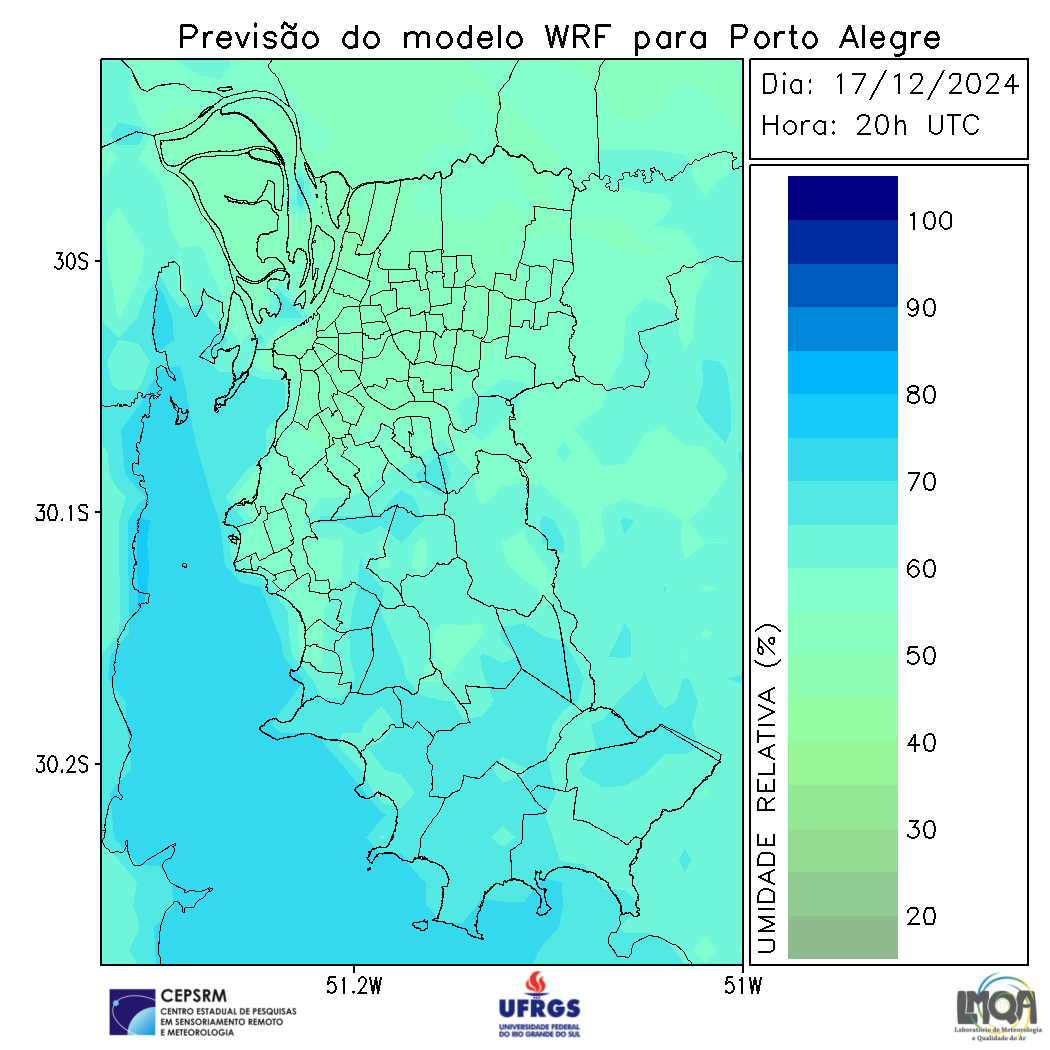 Previsão do modelo WRF para Porto Alegre
Dia: 17/12/2024
Hora: 20h UTC
100
90
80
70
60
50
40
30
20
UMIDADE RELATIVA (%)
30S
30.1S
30.2S
51.2W
51W
CEPSRM
CENTRO ESTADUAL DE PESQUISAS
EM SENSORIAMENTO REMOTO
E METEOROLOGIA
UFRGS
UNIVERSIDADE FEDERAL
DO RIO GRANDE DO SUL
LMQA
Laboratório de Meteorologia
e Qualidade do Ar